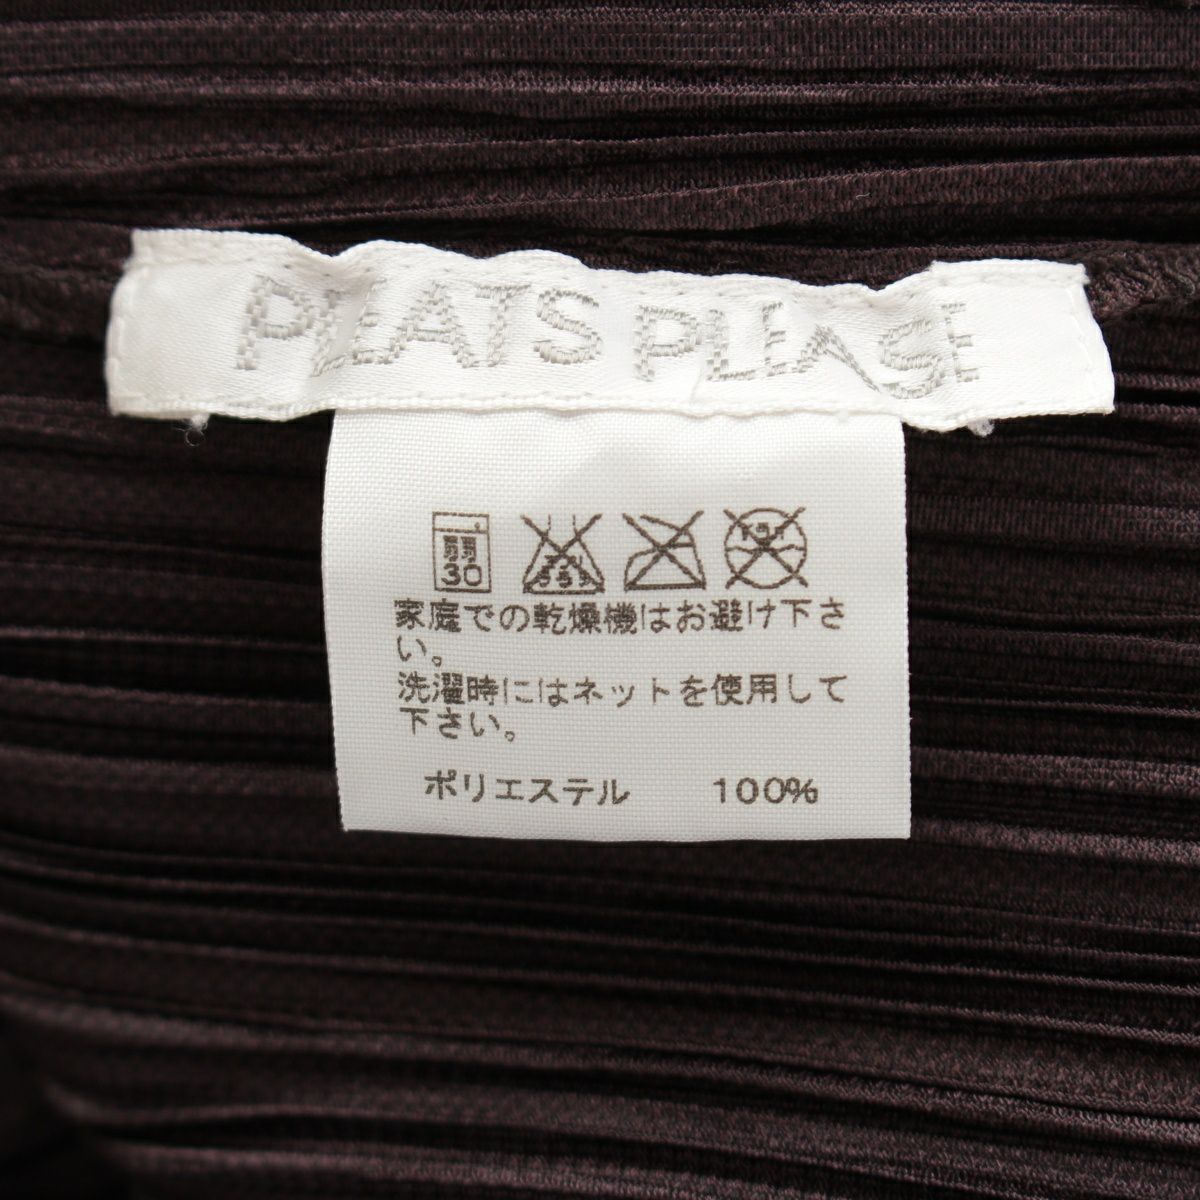 PLEATS PLEASE
弱
30
家庭での乾燥機はお避け下さ
い。
洗濯時にはネットを使用して
下さい。
ポリエステル 100%